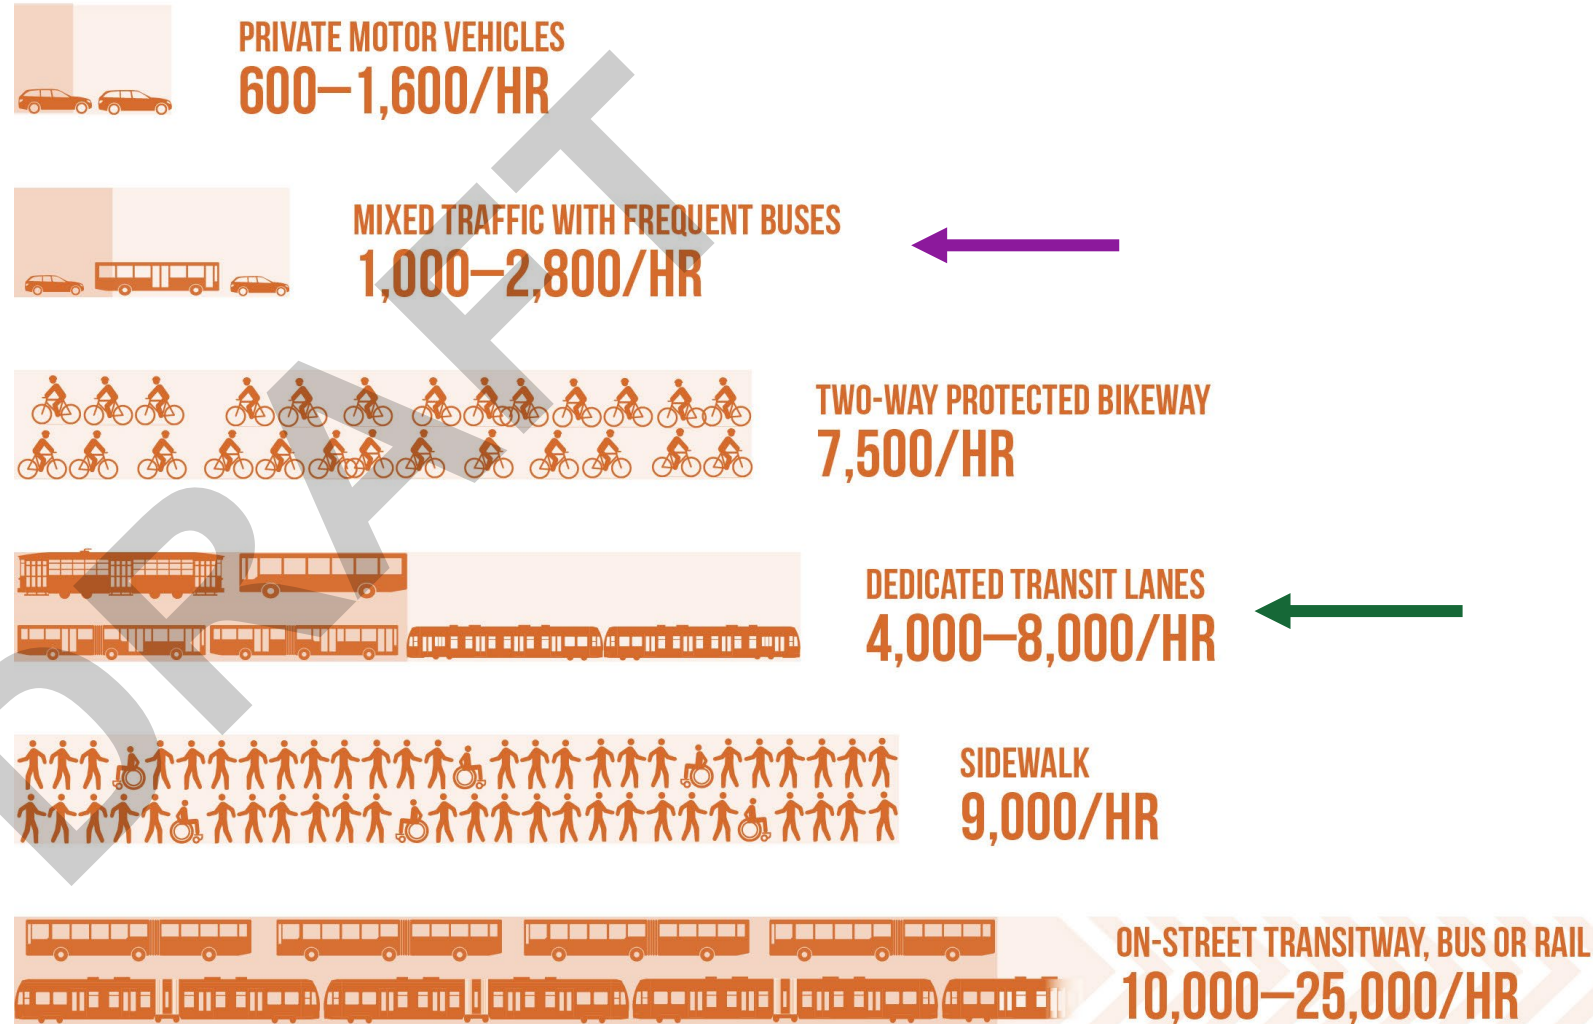 PRIVATE MOTOR VEHICLES
600–1,600/HR
MIXED TRAFFIC WITH FREQUENT BUSES
1,000–2,800/HR
TWO-WAY PROTECTED BIKEWAY
7,500/HR
DEDICATED TRANSIT LANES
4,000–8,000/HR
SIDEWALK
9,000/HR
ON-STREET TRANSITWAY, BUS OR RAIL
10,000–25,000/HR
DRAFT